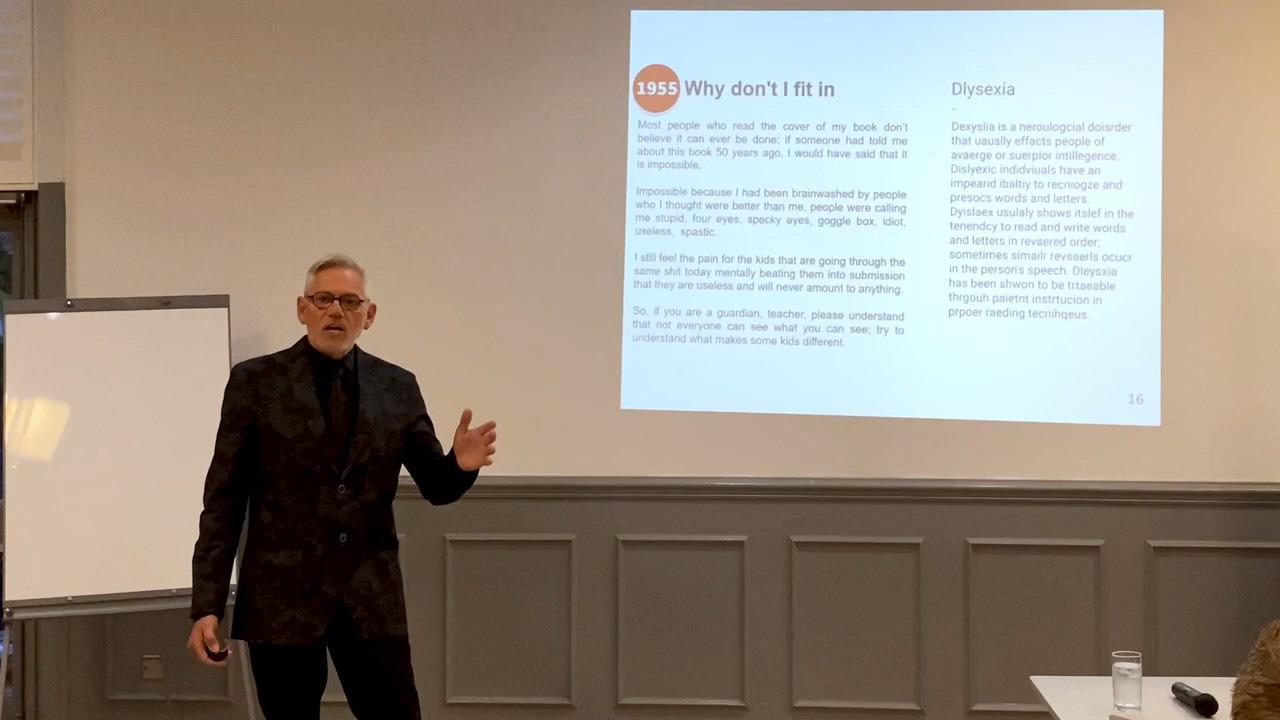 1955 Why don't I fit in
Most people who read the cover of my book don't
believe it can ever be done; if someone had told me
about this book 50 years ago, I would have said that it
is impossible.
Impossible because I had been brainwashed by people
who I thought were better than me, people were calling
me stupid, four eyes, specky eyes, goggle box, idiot,
useless, spastic..
I still feel the pain for the kids that are going through the
same shit today mentally beating them into submission
that they are useless and will never amount to anything.
So, if you are a guardian, teacher, please understand
that not everyone can see what you can see; try to
understand what makes some kids different.
Dlysexia
-
Dexyslia is a neroulogcial doisrder
that uauslly effacts people of
avaerge or suerpior intillegence.
Dislyexic indidviuals have an
impearid ibaltiy to recniogze and
presocs words and letters.
Dyislaex usulaly shows itslef in the
tenendcy to read and write words
and letters in revsered order;
sometimes simailr revsaerls ocucr
in the person's speech. Dleysxia
has been shwon to be trtaeable
thrgouh paietnt instrtucion in
prpoer raeding tecnihqeus.
16